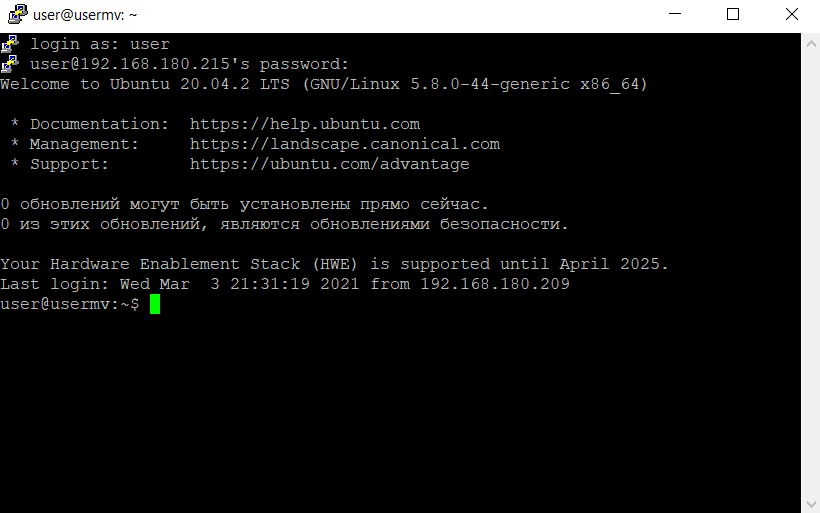 user@usermv: ~
login as: user
user@192.168.180.215's password:
Welcome to Ubuntu 20.04.2 LTS (GNU/Linux 5.8.0-44-generic x86_64)
* Documentation:  https://help.ubuntu.com
* Management:     https://landscape.canonical.com
* Support:        https://ubuntu.com/advantage
0 обновлений могут быть установлены прямо сейчас.
0 из этих обновлений, являются обновлениями безопасности.
Your Hardware Enablement Stack (HWE) is supported until April 2025.
Last login: Wed Mar  3 21:31:19 2021 from 192.168.180.209
user@usermv:~$